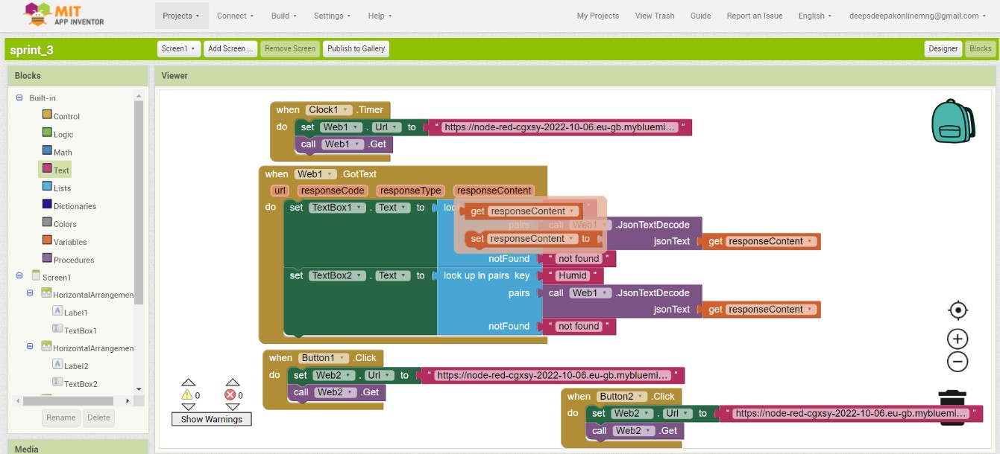 MIT
APP INVENTOR
Projects Connect Build Settings Help My Projects View Trash Guide Report an Issue English deepsdeepakonlinemng@gmail.com
sprint_3 Screen1 Add Screen ... Remove Screen Publish to Gallery Designer Blocks
Blocks
Built-in
Control
Logic
Math
Text
Lists
Dictionaries
Colors
Variables
Procedures
Screen1
HorizontalArrangemen
Label1
TextBox1
HorizontalArrangemen
Label2
TextBox2
Rename Delete
Media
Viewer
when Clock1 .Timer
do set Web1 . Url to " https://node-red-cgxsy-2022-10-06.eu-gb.mybluemi... "
call Web1 .Get
when Web1 .GotText
url responseCode responseType responseContent
do set TextBox1 . Text to loo "
get responseContent
pairs call Web1 .JsonTextDecode
set responseContent to
jsonText get responseContent
notFound " not found "
set TextBox2 . Text to look up in pairs key " Humid "
pairs call Web1 .JsonTextDecode
jsonText get responseContent
notFound " not found "
when Button1 .Click
do set Web2 . Url to " https://node-red-cgxsy-2022-10-06.eu-gb.mybluemi... "
call Web2 .Get
when Button2 .Click
do set Web2 . Url to " https://node-red-cgxsy-2022-10-06.eu-gb.mybluemi... "
call Web2 .Get
0 0
Show Warnings